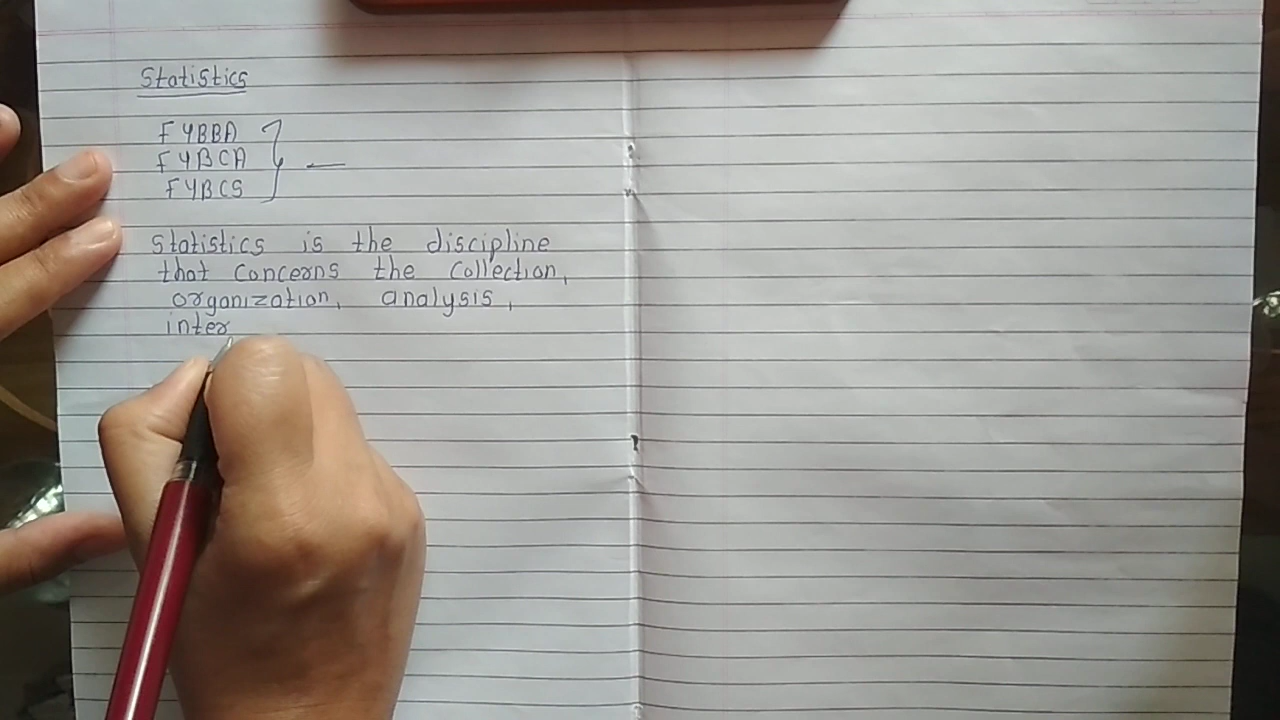 Statistics
FYBBA
FYBCA
FYBCS
Statistics is the discipline
that concerns the collection,
organization, analysis,
inter